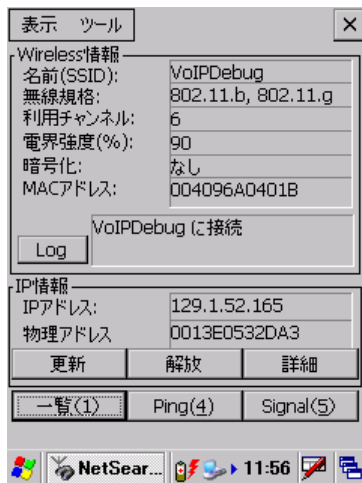 表示 ツール ×
Wireless情報
名前(SSID): VoIPDebug
無線規格: 802.11.b, 802.11.g
利用チャンネル: 6
電界強度(%): 90
暗号化: なし
MACアドレス: 004096A0401B
VoIPDebug に接続
Log
IP情報
IPアドレス: 129.1.52.165
物理アドレス 0013E0532DA3
更新 解放 詳細
一覧(1) Ping(4) Signal(5)
NetSear... 11:56